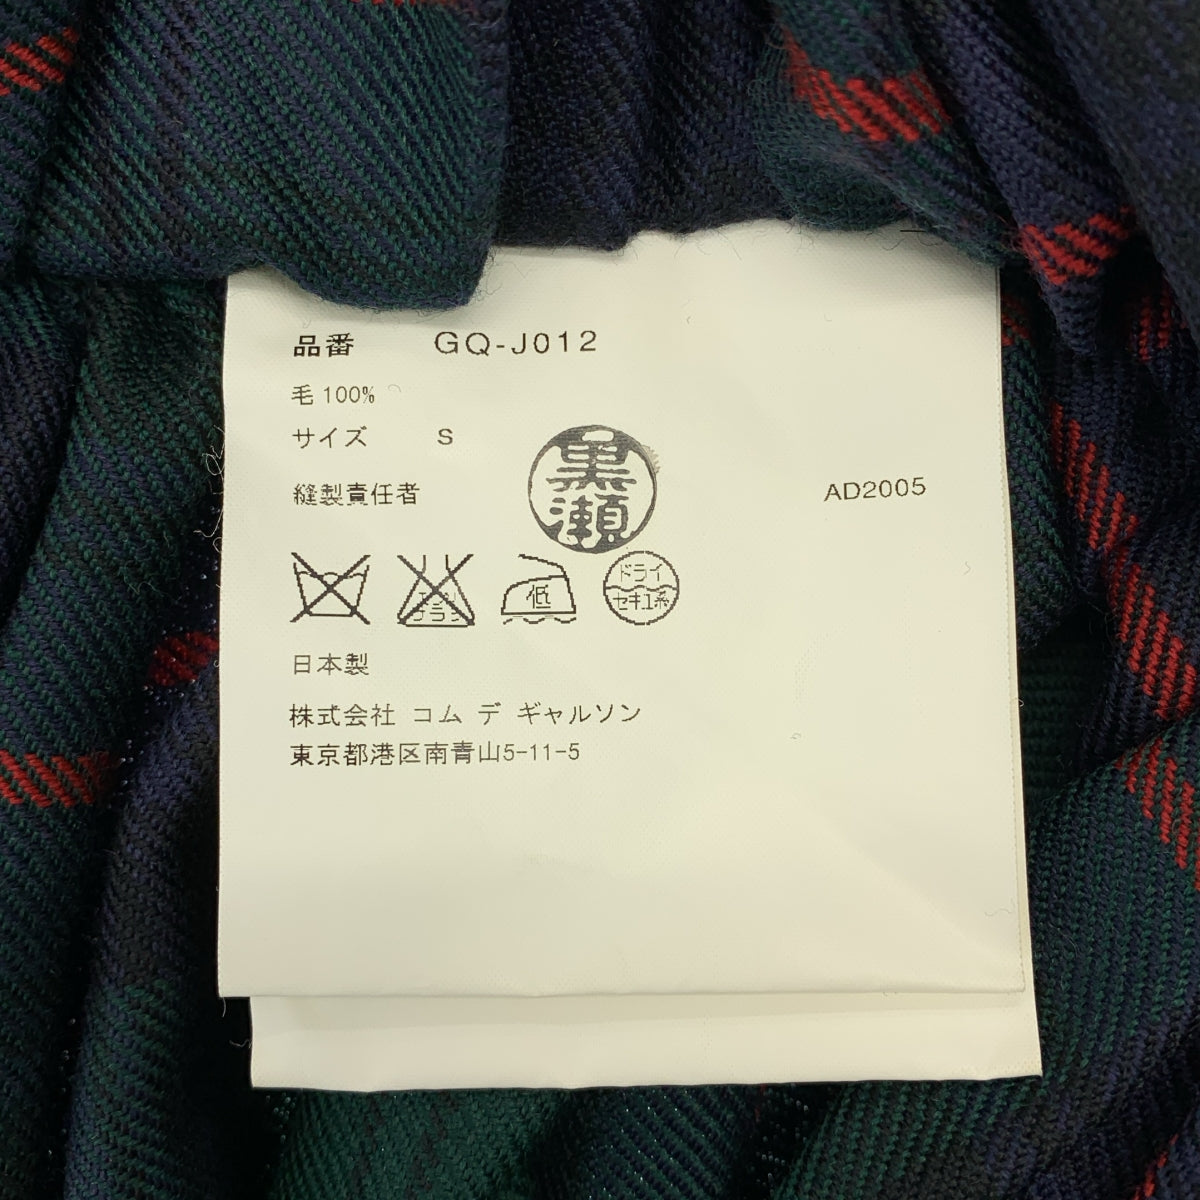 品番 GQ-J012
毛 100%
サイズ S
縫製責任者 黒瀬 AD2005
低 ドライ セキユ系
日本製
株式会社 コム デ ギャルソン
東京都港区南青山5-11-5